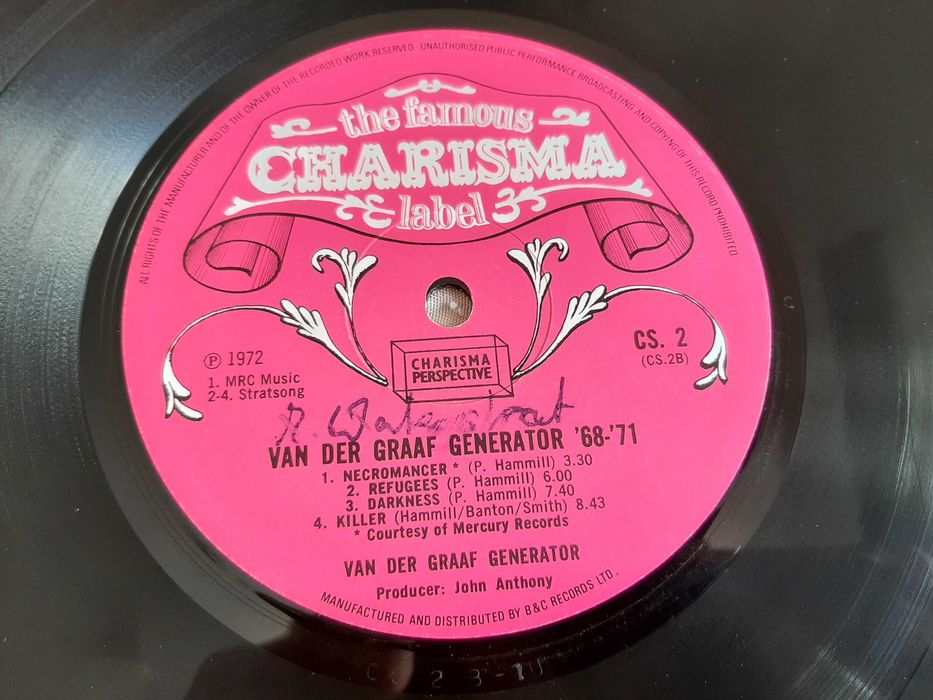 ALL RIGHTS OF THE MANUFACTURER AND OF THE OWNER OF THE RECORDED WORK RESERVED UNAUTHORISED PUBLIC PERFORMANCE BROADCASTING AND COPYING OF THIS RECORD PROHIBITED
the famous
CHARISMA
label
CHARISMA
PERSPECTIVE
CS. 2
(CS.2B)
℗ 1972
1. MRC Music
2-4. Stratsong
R.
VAN DER GRAAF GENERATOR '68-'71
1. NECROMANCER * (P. Hammill) 3.30
2. REFUGEES (P. Hammill) 6.00
3. DARKNESS (P. Hammill) 7.40
4. KILLER (Hammill/Banton/Smith) 8.43
* Courtesy of Mercury Records
VAN DER GRAAF GENERATOR
Producer: John Anthony
MANUFACTURED AND DISTRIBUTED BY B&C RECORDS LTD.